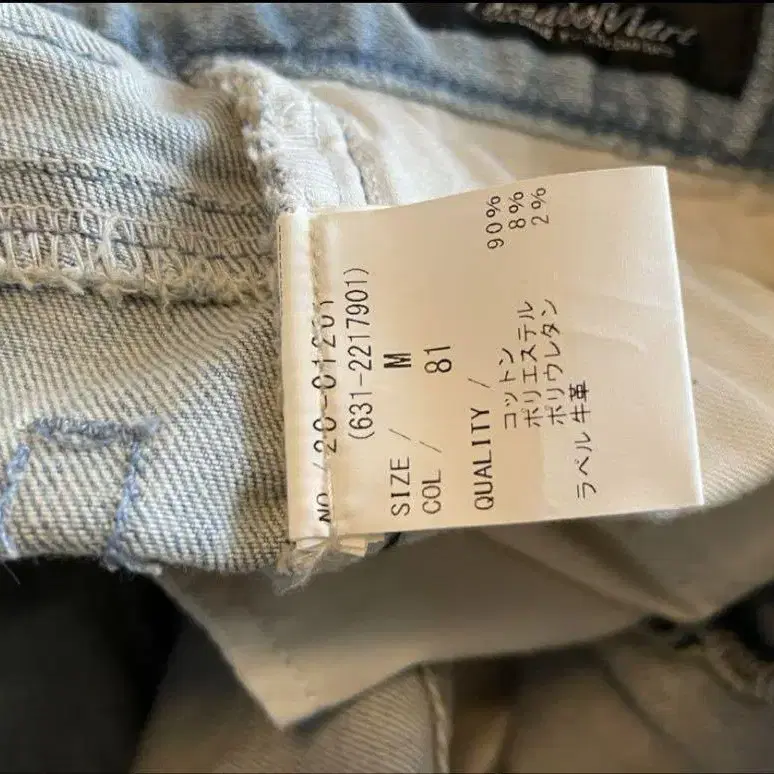 NO / 20-01201
(631-2217901)
SIZE / M
COL / 81
QUALITY /
コットン 90%
ポリエステル 8%
ポリウレタン 2%
ラベル 牛革